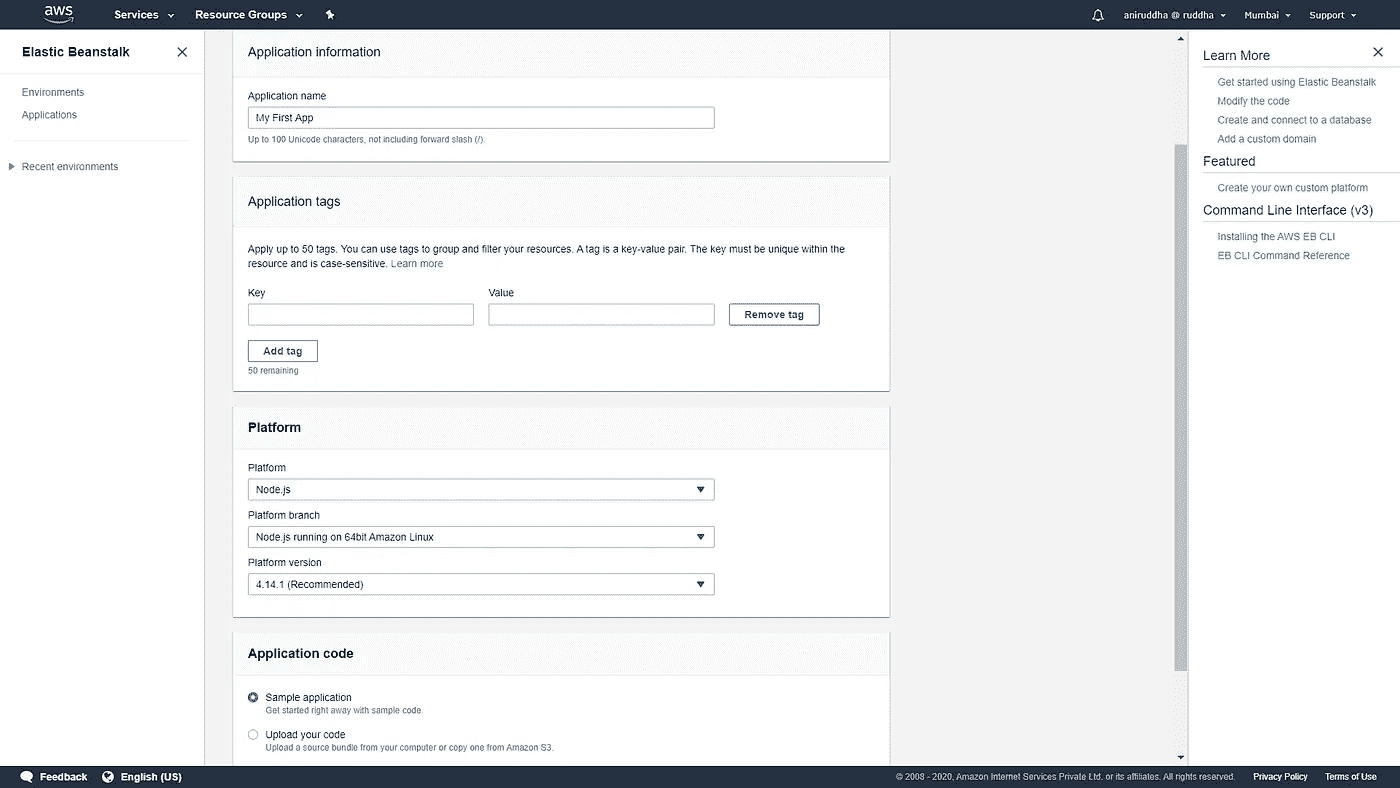 aws
Services
Resource Groups
aniruddha @ ruddha
Mumbai
Support
Elastic Beanstalk
Environments
Applications
Recent environments
Application information
Application name
My First App
Up to 100 Unicode characters, not including forward slash (/).
Application tags
Apply up to 50 tags. You can use tags to group and filter your resources. A tag is a key-value pair. The key must be unique within the
resource and is case-sensitive. Learn more
Key
Value
Remove tag
Add tag
50 remaining
Platform
Platform
Node.js
Platform branch
Node.js running on 64bit Amazon Linux
Platform version
4.14.1 (Recommended)
Application code
Sample application
Get started right away with sample code.
Upload your code
Upload a source bundle from your computer or copy one from Amazon S3.
Learn More
Get started using Elastic Beanstalk
Modify the code
Create and connect to a database
Add a custom domain
Featured
Create your own custom platform
Command Line Interface (v3)
Installing the AWS EB CLI
EB CLI Command Reference
Feedback
English (US)
© 2008 - 2020, Amazon Internet Services Private Ltd. or its affiliates. All rights reserved.
Privacy Policy
Terms of Use